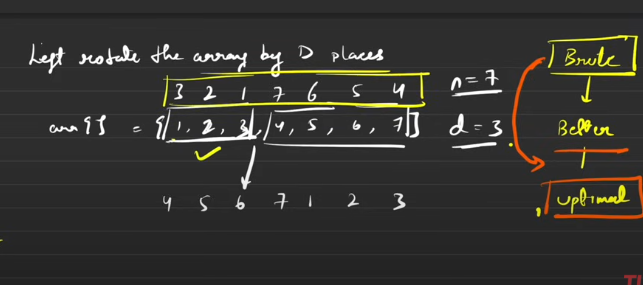 Left rotate the array by D places
3 2 1 7 6 5 4
n = 7
arr[] = {1, 2, 3, 4, 5, 6, 7}
d = 3
4 5 6 7 1 2 3
Brute
Better
optimal